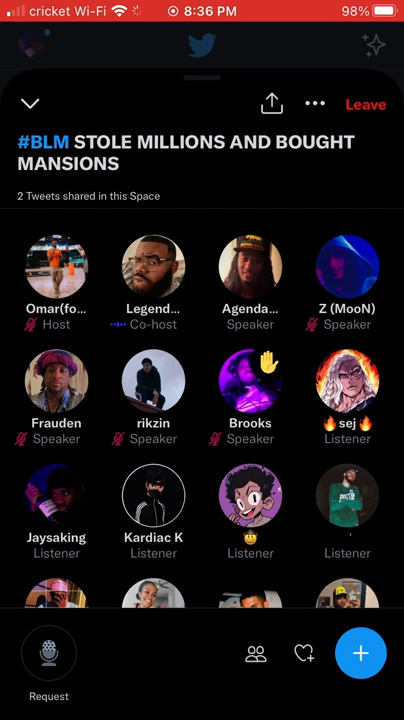 cricket Wi-Fi 8:36 PM 98%
Leave
#BLM STOLE MILLIONS AND BOUGHT
MANSIONS
2 Tweets shared in this Space
Omar(fo... Legend... Agenda... Z (MooN)
Host Co-host Speaker Speaker
Frauden rikzin Brooks 🔥sej🔥
Speaker Speaker Speaker Listener
Jaysaking Kardiac K 🤠 '
Listener Listener Listener Listener
Request